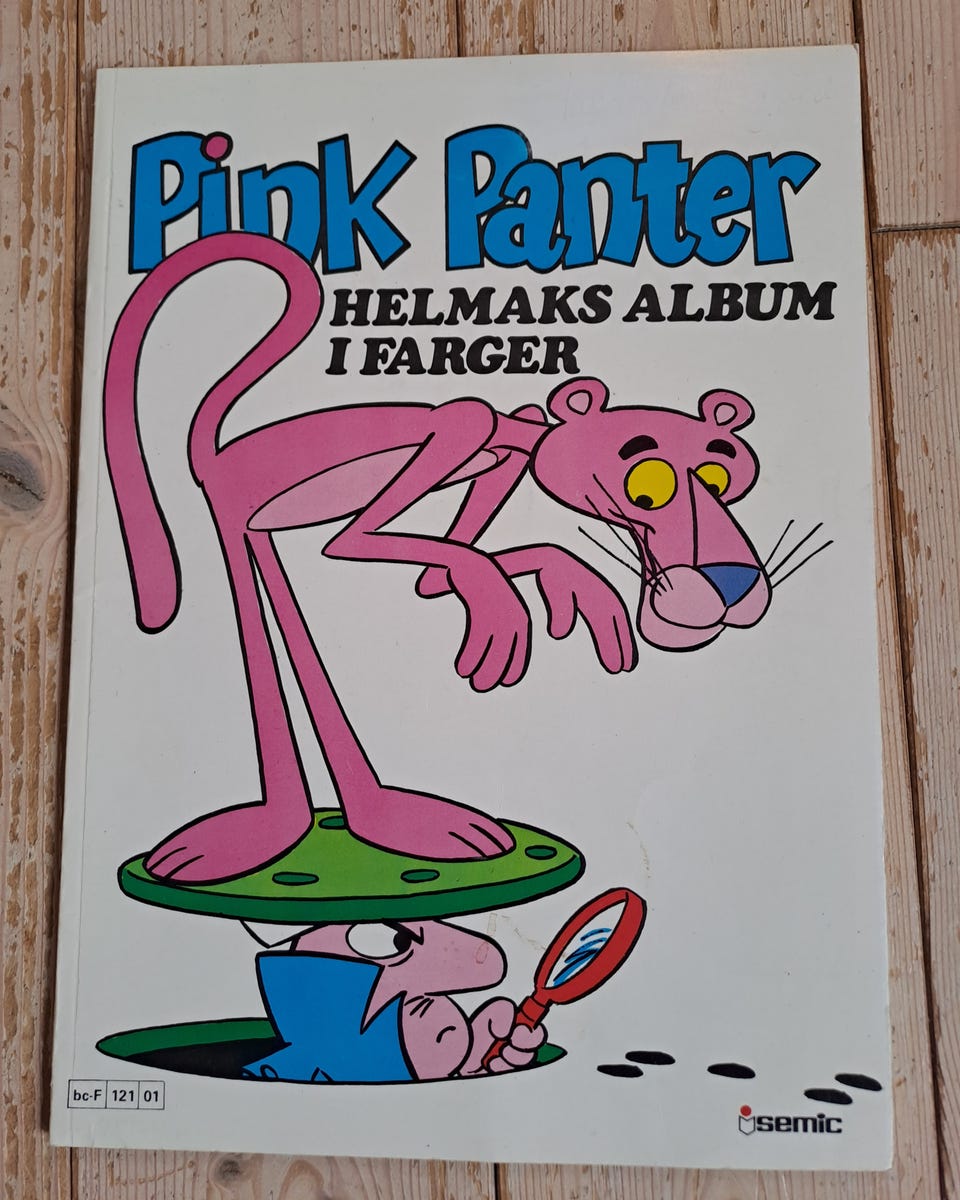 Pink Panter
HELMAKS ALBUM
I FARGER
bc-F 121 01
semic